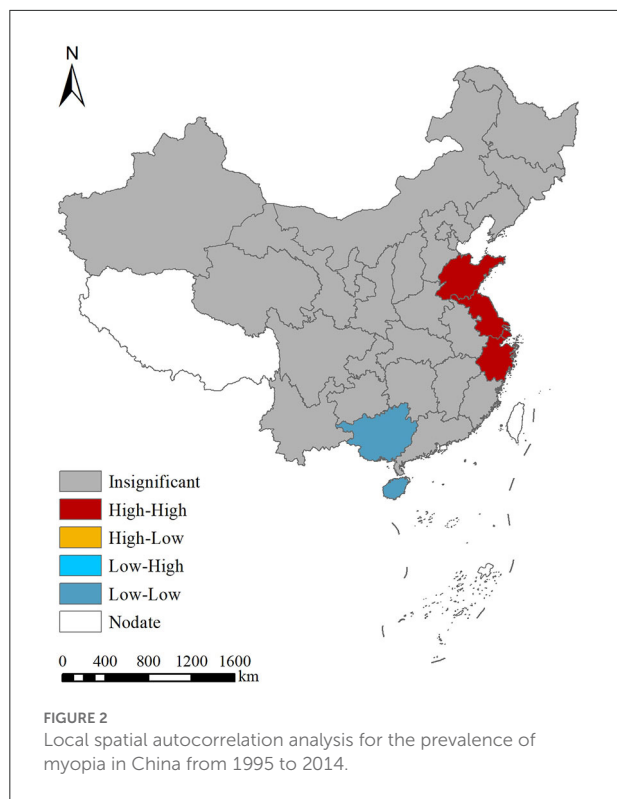 N
Insignificant
High-High
High-Low
Low-High
Low-Low
Nodate
0 400 800 1200 1600
km
FIGURE 2
Local spatial autocorrelation analysis for the prevalence of
myopia in China from 1995 to 2014.